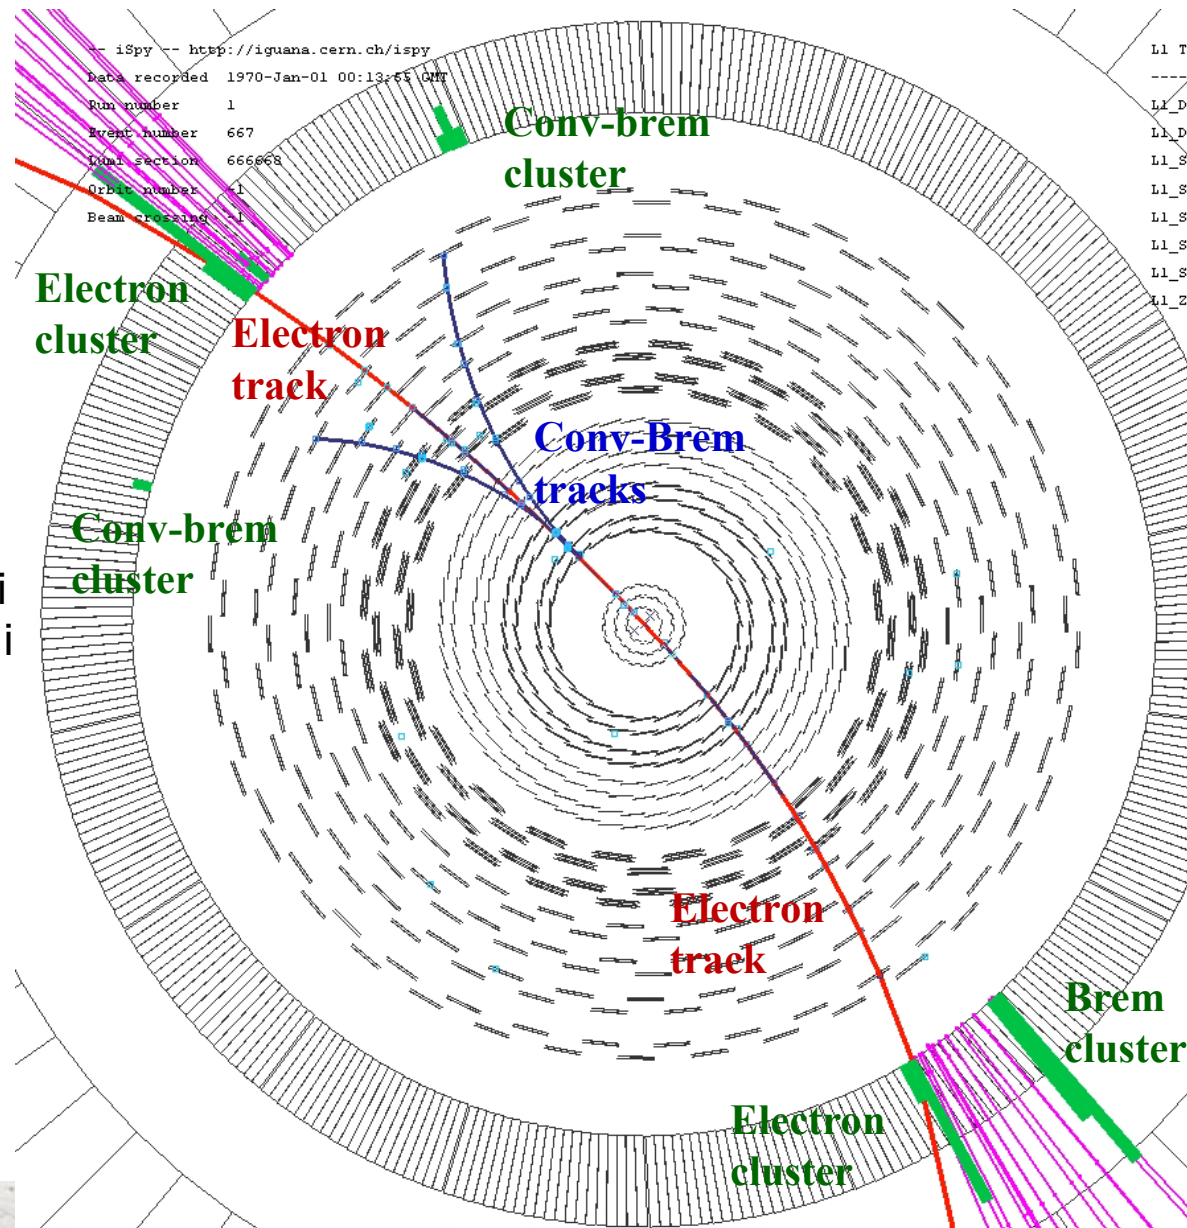 -- iSpy -- http://iguana.cern.ch/ispy
Data recorded 1970-Jan-01 00:13:55 GMT
Run number 1
Event number 667
Lumi section 666668
Orbit number -1
Beam crossing -1
L1 T
----
L1_D
L1_D
L1_S
L1_S
L1_S
L1_S
L1_S
L1_Z
Conv-brem
cluster
Electron
cluster
Electron
track
Conv-Brem
tracks
Conv-brem
cluster
i
i
Electron
track
Brem
cluster
Electron
cluster